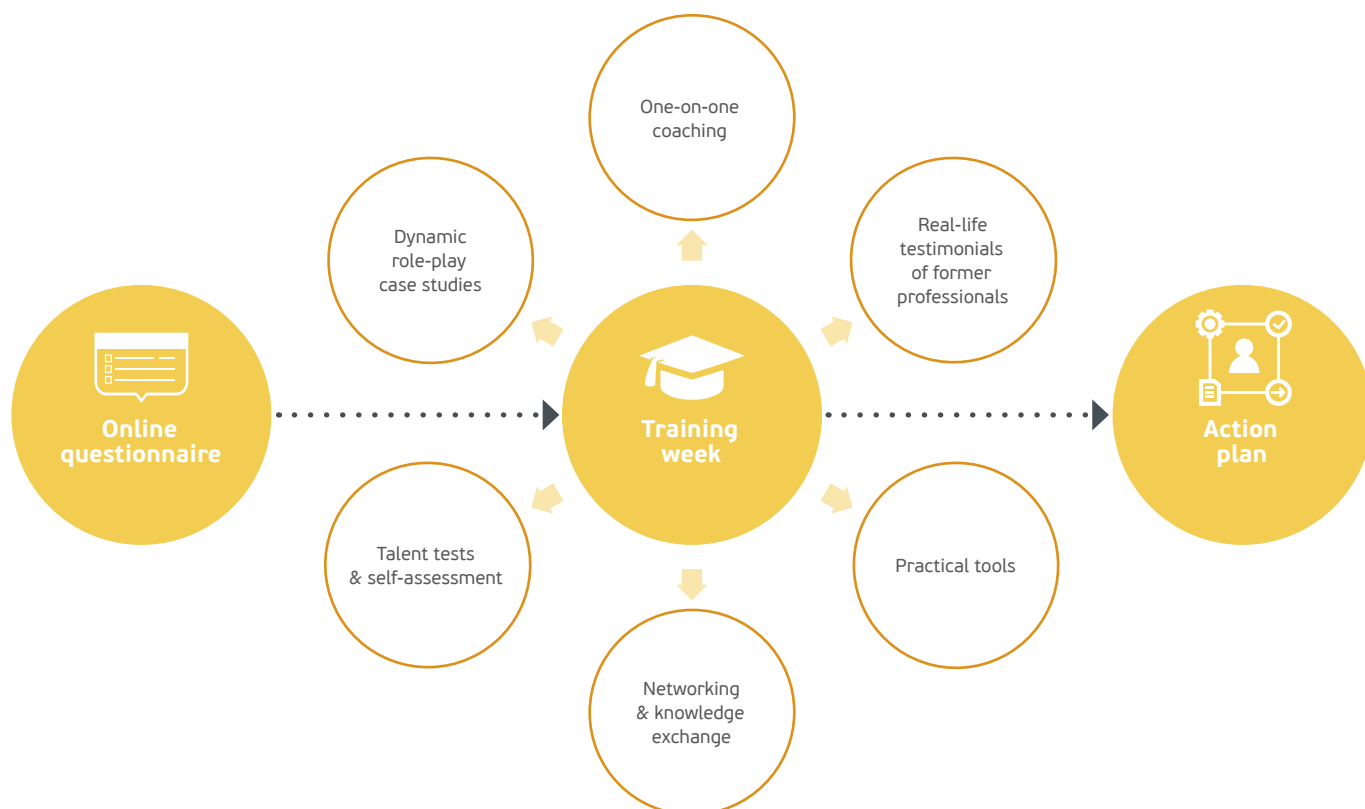 One-on-one
coaching
Dynamic
role-play
case studies
Real-life
testimonials
of former
professionals
Online
questionnaire
Training
week
Action
plan
Talent tests
& self-assessment
Practical tools
Networking
& knowledge
exchange